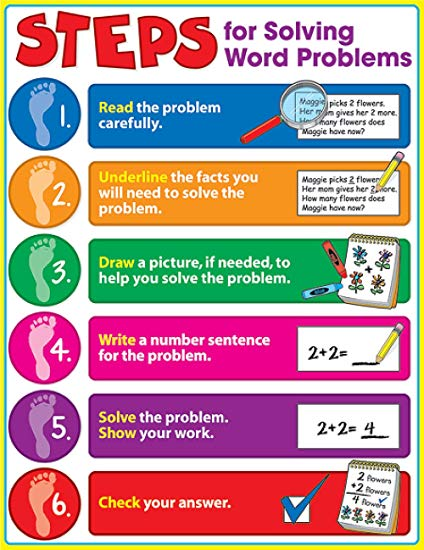 STEPS for Solving
Word Problems
1.
Read the problem
carefully.
Maggie picks 2 flowers.
Her mom gives her 2 more.
How many flowers does
Maggie have now?
2.
Underline the facts you
will need to solve the
problem.
Maggie picks 2 flowers.
Her mom gives her 2 more.
How many flowers does
Maggie have now?
3.
Draw a picture, if needed, to
help you solve the problem.
+
4.
Write a number sentence
for the problem.
2+2=
5.
Solve the problem.
Show your work.
2+2= 4
6.
Check your answer.
2 flowers
+2 flowers
4 flowers